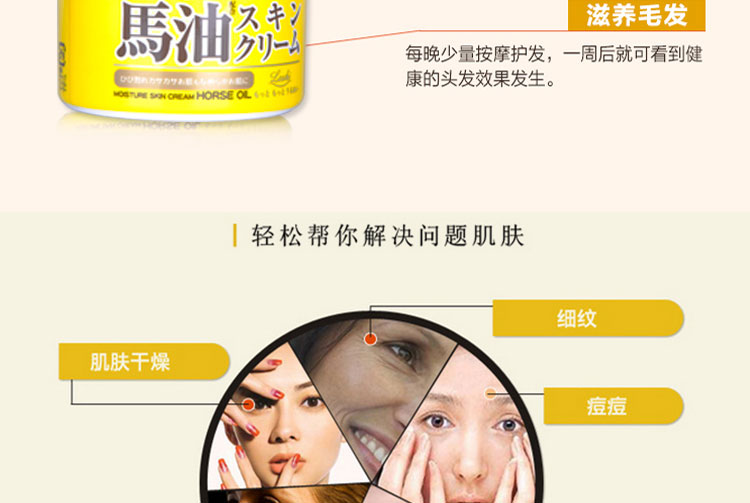 滋养毛发
每晚少量按摩护发，一周后就可看到健
康的头发效果发生。
馬油スキン
クリーム
MOISTURE SKIN CREAM HORSE OIL
轻松帮你解决问题肌肤
细纹
肌肤干燥
痘痘